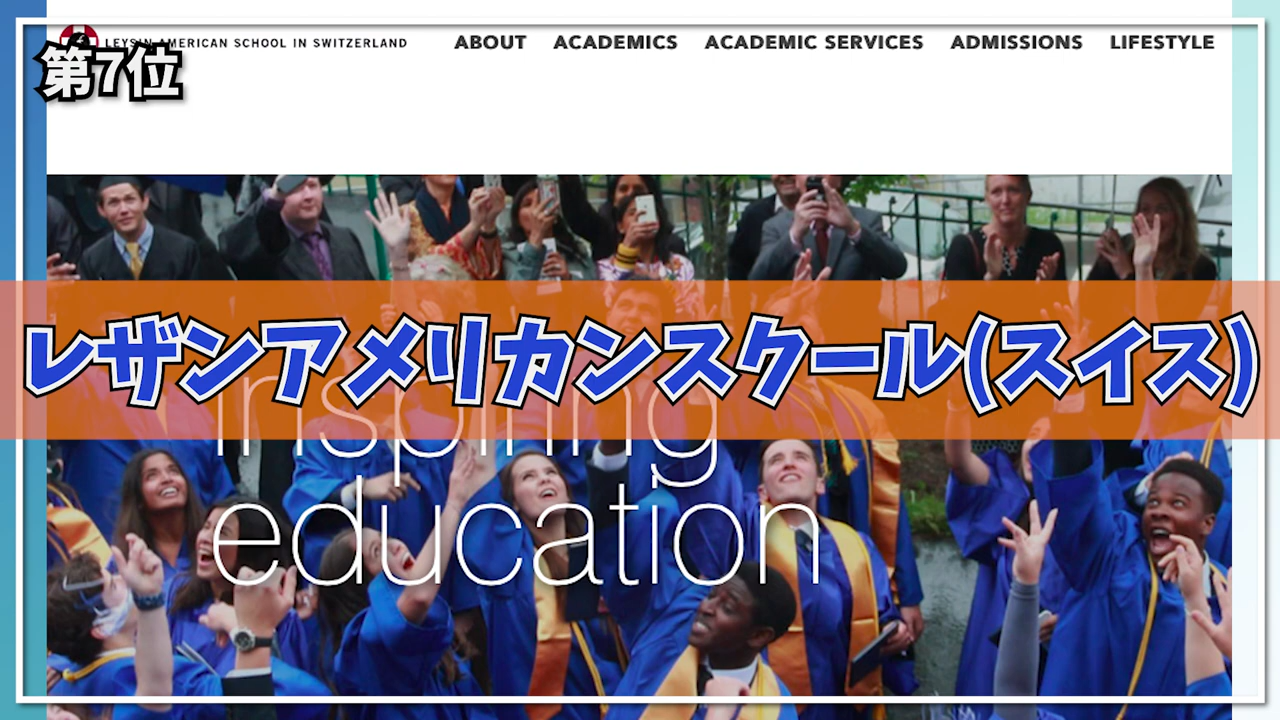 LEYSIN AMERICAN SCHOOL IN SWITZERLAND
ABOUT ACADEMICS ACADEMIC SERVICES ADMISSIONS LIFESTYLE
第7位
レザンアメリカンスクール(スイス)
inspiring
education